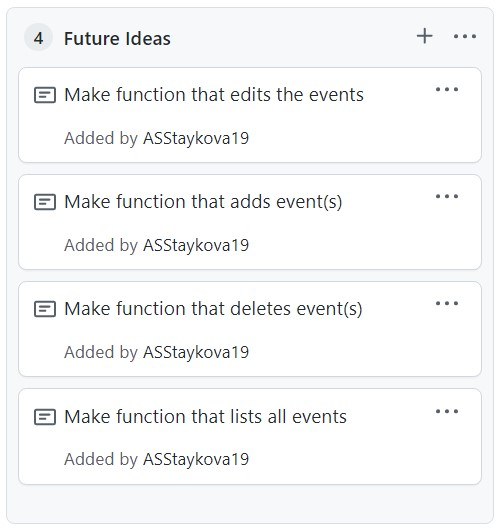 4 Future Ideas
Make function that edits the events
Added by ASStaykova19
Make function that adds event(s)
Added by ASStaykova19
Make function that deletes event(s)
Added by ASStaykova19
Make function that lists all events
Added by ASStaykova19